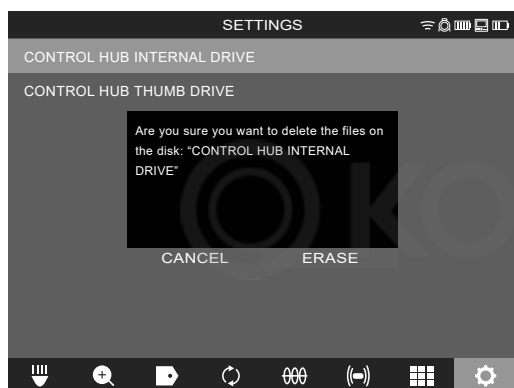 SETTINGS
CONTROL HUB INTERNAL DRIVE
CONTROL HUB THUMB DRIVE
Are you sure you want to delete the files on
the disk: “CONTROL HUB INTERNAL
DRIVE”
CANCEL ERASE